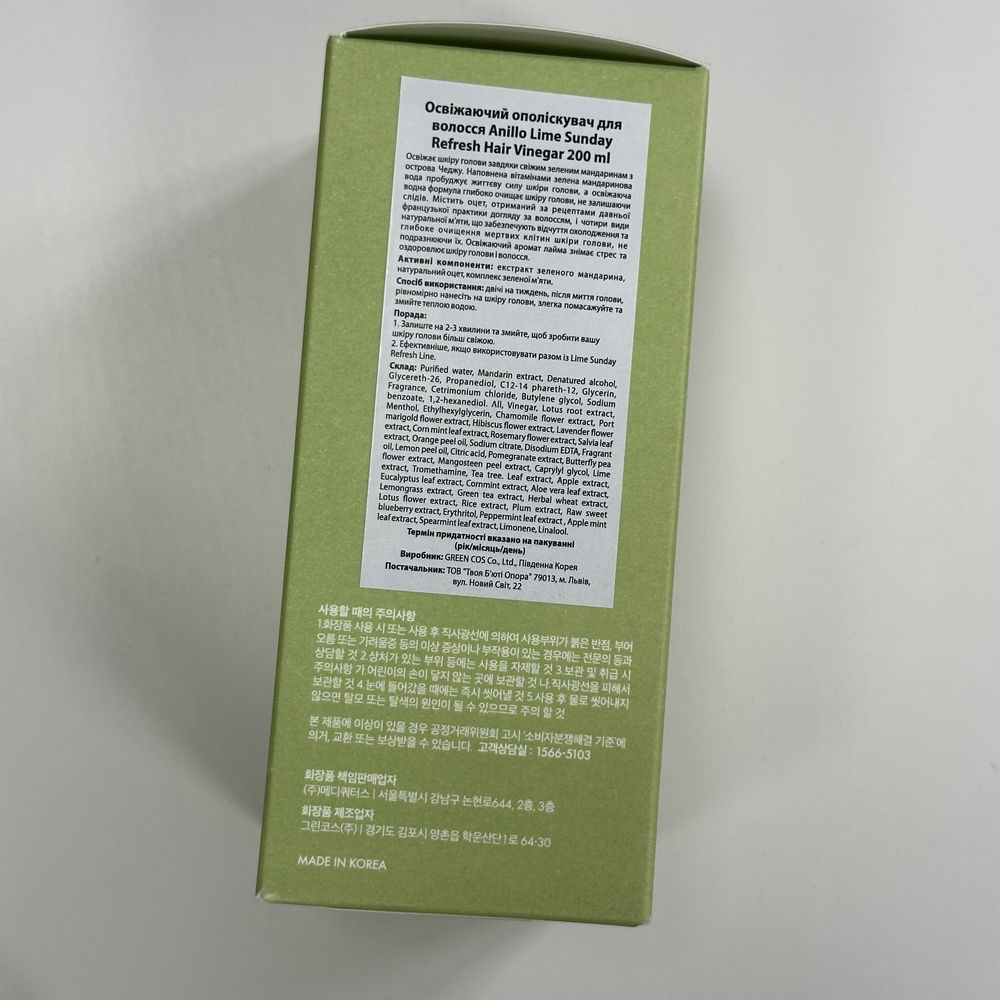 Освіжаючий ополіскувач для
волосся Anillo Lime Sunday
Refresh Hair Vinegar 200 ml
Освіжає шкіру голови завдяки свіжим зеленим мандаринам з
острова Чеджу. Наповнена вітамінами зелена мандаринова
вода пробуджує життєву силу шкіри голови, а освіжаюча
водна формула глибоко очищає шкіру голови, не залишаючи
слідів. Містить оцет, отриманий за рецептами давньої
французької практики догляду за волоссям, і чотири види
натуральної м'яти, що забезпечують відчуття охолодження та
глибоке очищення мертвих клітин шкіри голови, не
подразнюючи їх. Освіжаючий аромат лайма знімає стрес та
оздоровлює шкіру голови і волосся.
Активні компоненти: екстракт зеленого мандарина,
натуральний оцет, комплекс зеленої м'яти.
Спосіб використання: двічі на тиждень, після миття голови,
рівномірно нанесіть на шкіру голови, злегка помасажуйте та
змийте теплою водою.
Порада:
1. Залиште на 2-3 хвилини та змийте, щоб зробити вашу
шкіру голови більш свіжою.
2. Ефективніше, якщо використовувати разом із Lime Sunday
Refresh Line.
Склад: Purified water, Mandarin extract, Denatured alcohol,
Glycereth-26, Propanediol, C12-14 phareth-12, Glycerin,
Fragrance, Cetrimonium chloride, Butylene glycol, Sodium
benzoate, 1,2-hexanediol. All, Vinegar, Lotus root extract,
Menthol, Ethylhexylglycerin, Chamomile flower extract, Port
marigold flower extract, Hibiscus flower extract, Lavender flower
extract, Corn mint leaf extract, Rosemary flower extract, Salvia leaf
extract, Orange peel oil, Sodium citrate, Disodium EDTA, Fragrant
oil, Lemon peel oil, Citric acid, Pomegranate extract, Butterfly pea
flower extract, Mangosteen peel extract, Caprylyl glycol, Lime
extract, Tromethamine, Tea tree. Leaf extract, Apple extract,
Eucalyptus leaf extract, Cornmint extract, Aloe vera leaf extract,
Lemongrass extract, Green tea extract, Herbal wheat extract,
Lotus flower extract, Rice extract, Plum extract, Raw sweet
blueberry extract, Erythritol, Peppermint leaf extract , Apple mint
leaf extract, Spearmint leaf extract, Limonene, Linalool.
Термін придатності вказано на пакуванні
(рік/місяць/день)
Виробник: GREEN COS Co., Ltd., Південна Корея
Постачальник: ТОВ "Твоя Б'юті Опора" 79013, м. Львів,
вул. Новий Світ, 22
사용할 때의 주의사항
1.화장품 사용 시 또는 사용 후 직사광선에 의하여 사용부위가 붉은 반점, 부어
오름 또는 가려움증 등의 이상 증상이나 부작용이 있는 경우에는 전문의 등과
상담할 것 2.상처가 있는 부위 등에는 사용을 자제할 것 3.보관 및 취급 시
주의사항 가.어린이의 손이 닿지 않는 곳에 보관할 것 나.직사광선을 피해서
보관할 것 4.눈에 들어갔을 때에는 즉시 씻어낼 것 5.사용 후 물로 씻어내지
않으면 탈모 또는 탈색의 원인이 될 수 있으므로 주의 할 것
본 제품에 이상이 있을 경우 공정거래위원회 고시 '소비자분쟁해결 기준'에
의거, 교환 또는 보상받을 수 있습니다. 고객상담실 : 1566-5103
화장품 책임판매업자
(주)메디쿼터스 | 서울특별시 강남구 논현로644, 2층, 3층
화장품 제조업자
그린코스(주) | 경기도 김포시 양촌읍 학운산단1로 64-30
MADE IN KOREA